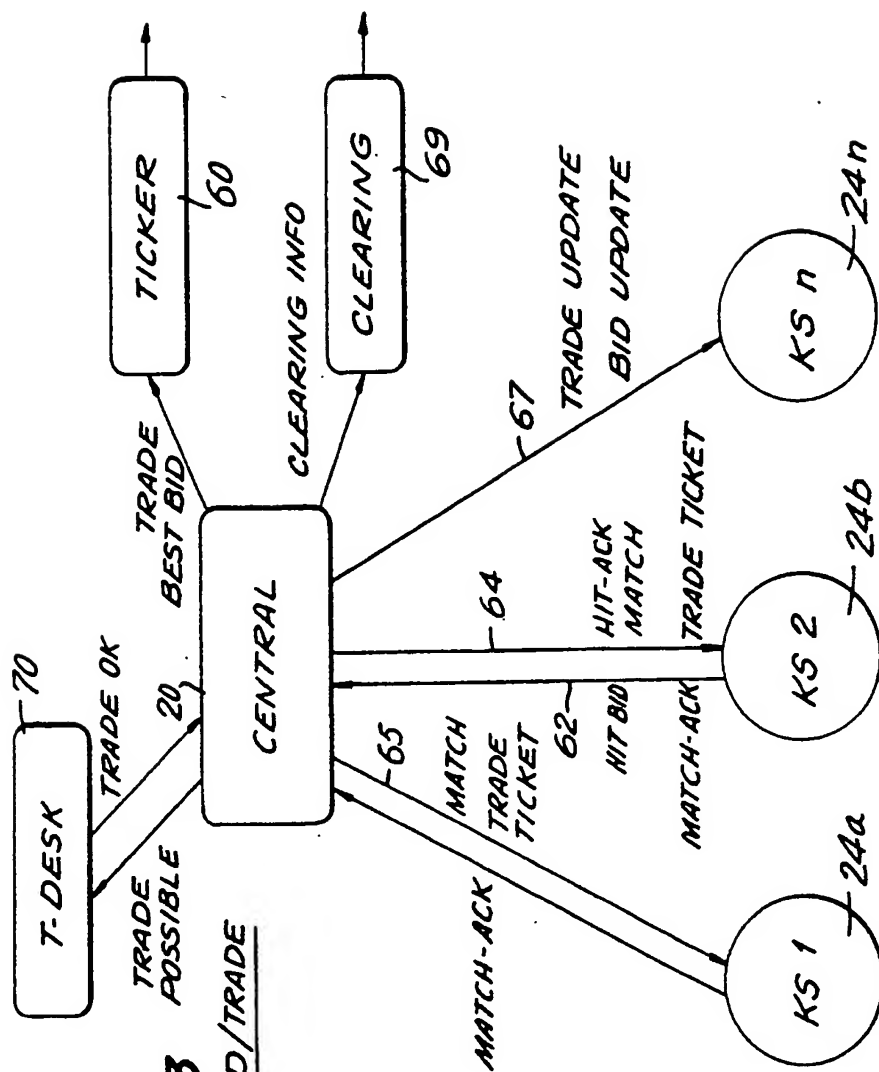 T-DESK
70
TRADE OK
TRADE
POSSIBLE
20
CENTRAL
TRADE
BEST BID
TICKER
60
CLEARING INFO
CLEARING
69
3
D/TRADE
65
MATCH
TRADE
TICKET
MATCH-ACK
62
HIT BID
MATCH-ACK
64
HIT-ACK
MATCH
TRADE TICKET
67
TRADE UPDATE
BID UPDATE
KS 1
24a
KS 2
24b
KS n
24n